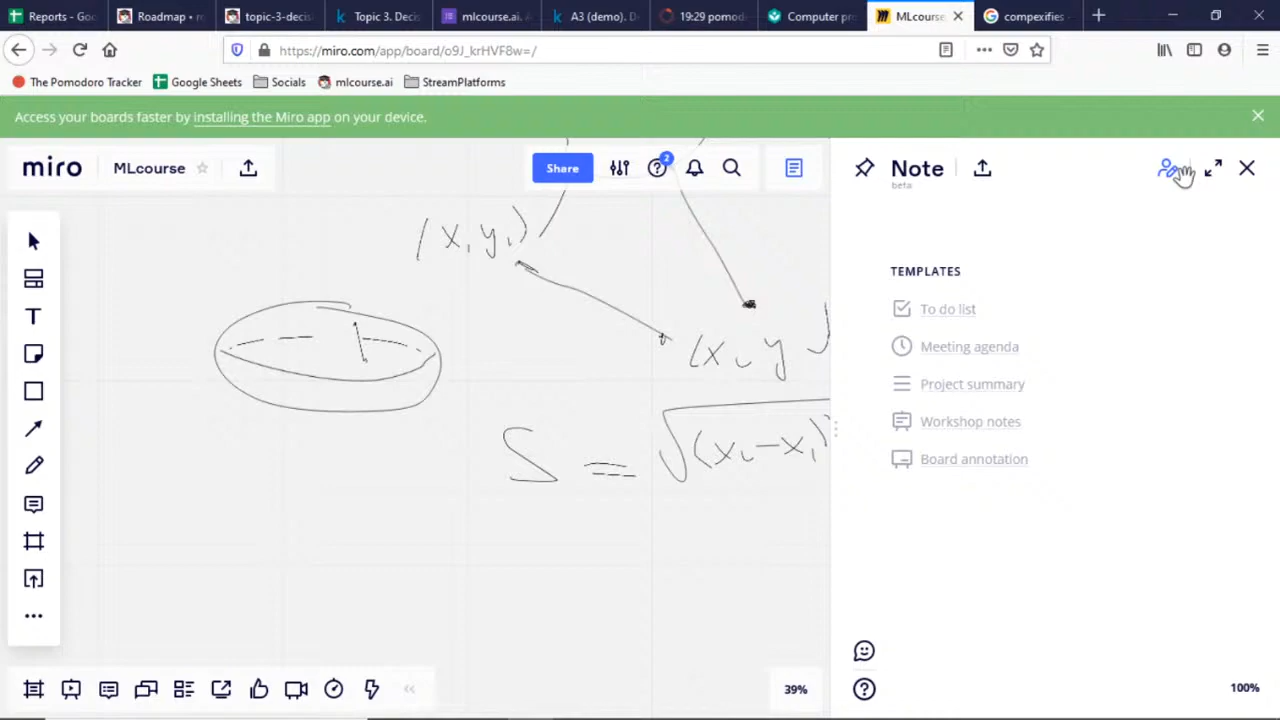 Reports - G
Roadmap • r
topic-3-decis
Topic 3. Decis
mlcourse.ai. A
A3 (demo). D
19:29 pomod
Computer pr
MLcourse
compexifies
https://miro.com/app/board/o9J_krHVF8w=/
The Pomodoro Tracker
Google Sheets
Socials
mlcourse.ai
StreamPlatforms
Access your boards faster by installing the Miro app on your device.
miro
MLcourse
Share
2
Note
beta
(x, y,)
TEMPLATES
To do list
Meeting agenda
Project summary
Workshop notes
Board annotation
S = √(x₂-x₁)
39%
100%